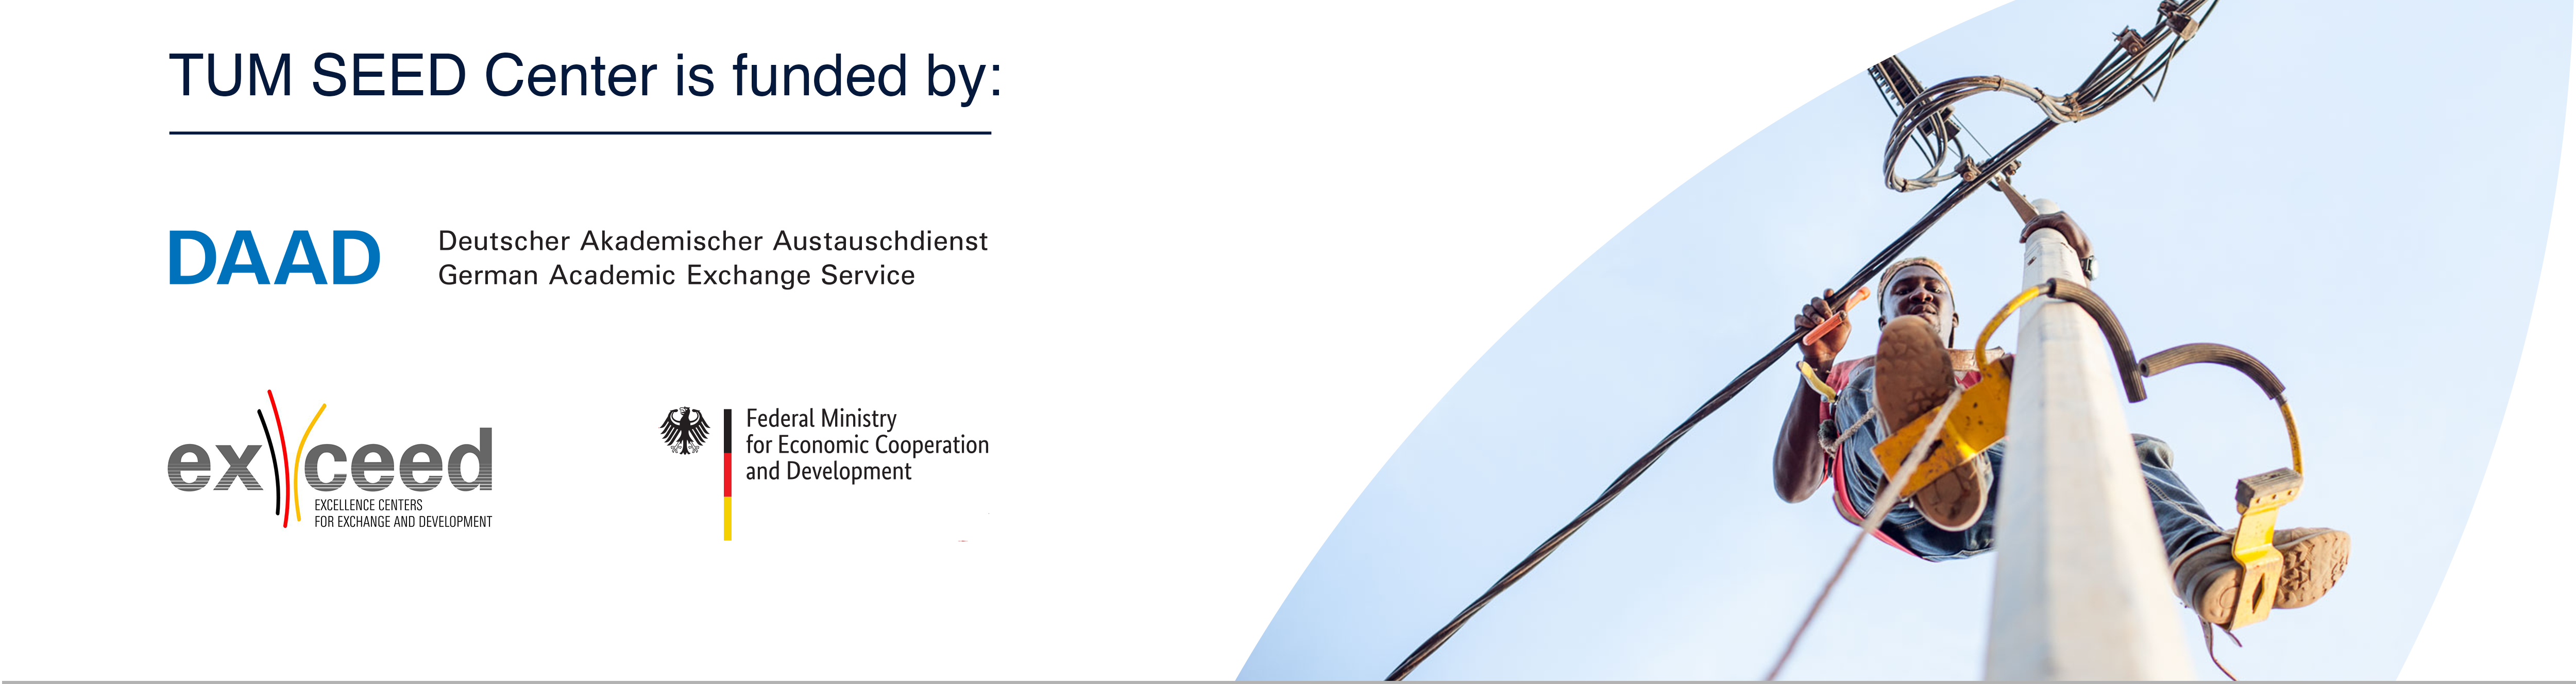 TUM SEED Center is funded by:
DAAD
Deutscher Akademischer Austauschdienst
German Academic Exchange Service
exceed
EXCELLENCE CENTERS
FOR EXCHANGE AND DEVELOPMENT
Federal Ministry
for Economic Cooperation
and Development